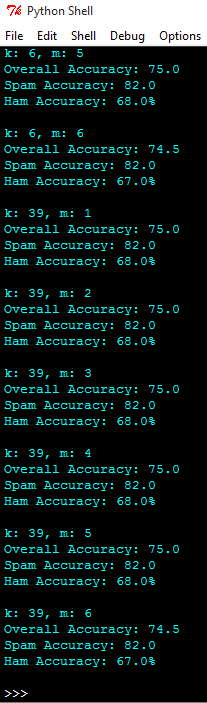 Python Shell
File Edit Shell Debug Options
k: 6, m: 5
Overall Accuracy: 75.0
Spam Accuracy: 82.0
Ham Accuracy: 68.0%
k: 6, m: 6
Overall Accuracy: 74.5
Spam Accuracy: 82.0
Ham Accuracy: 67.0%
k: 39, m: 1
Overall Accuracy: 75.0
Spam Accuracy: 82.0
Ham Accuracy: 68.0%
k: 39, m: 2
Overall Accuracy: 75.0
Spam Accuracy: 82.0
Ham Accuracy: 68.0%
k: 39, m: 3
Overall Accuracy: 75.0
Spam Accuracy: 82.0
Ham Accuracy: 68.0%
k: 39, m: 4
Overall Accuracy: 75.0
Spam Accuracy: 82.0
Ham Accuracy: 68.0%
k: 39, m: 5
Overall Accuracy: 75.0
Spam Accuracy: 82.0
Ham Accuracy: 68.0%
k: 39, m: 6
Overall Accuracy: 74.5
Spam Accuracy: 82.0
Ham Accuracy: 67.0%
>>>